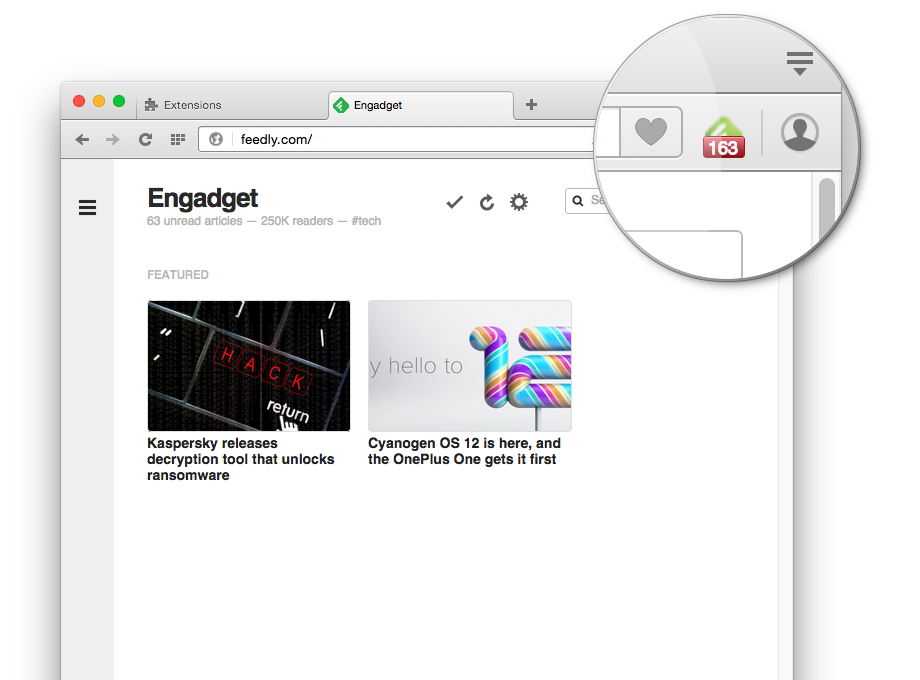 Extensions
Engadget
feedly.com/
163
Engadget
63 unread articles — 250K readers — #tech
FEATURED
HACK
return
y hello to 12
Kaspersky releases
decryption tool that unlocks
ransomware
Cyanogen OS 12 is here, and
the OnePlus One gets it first